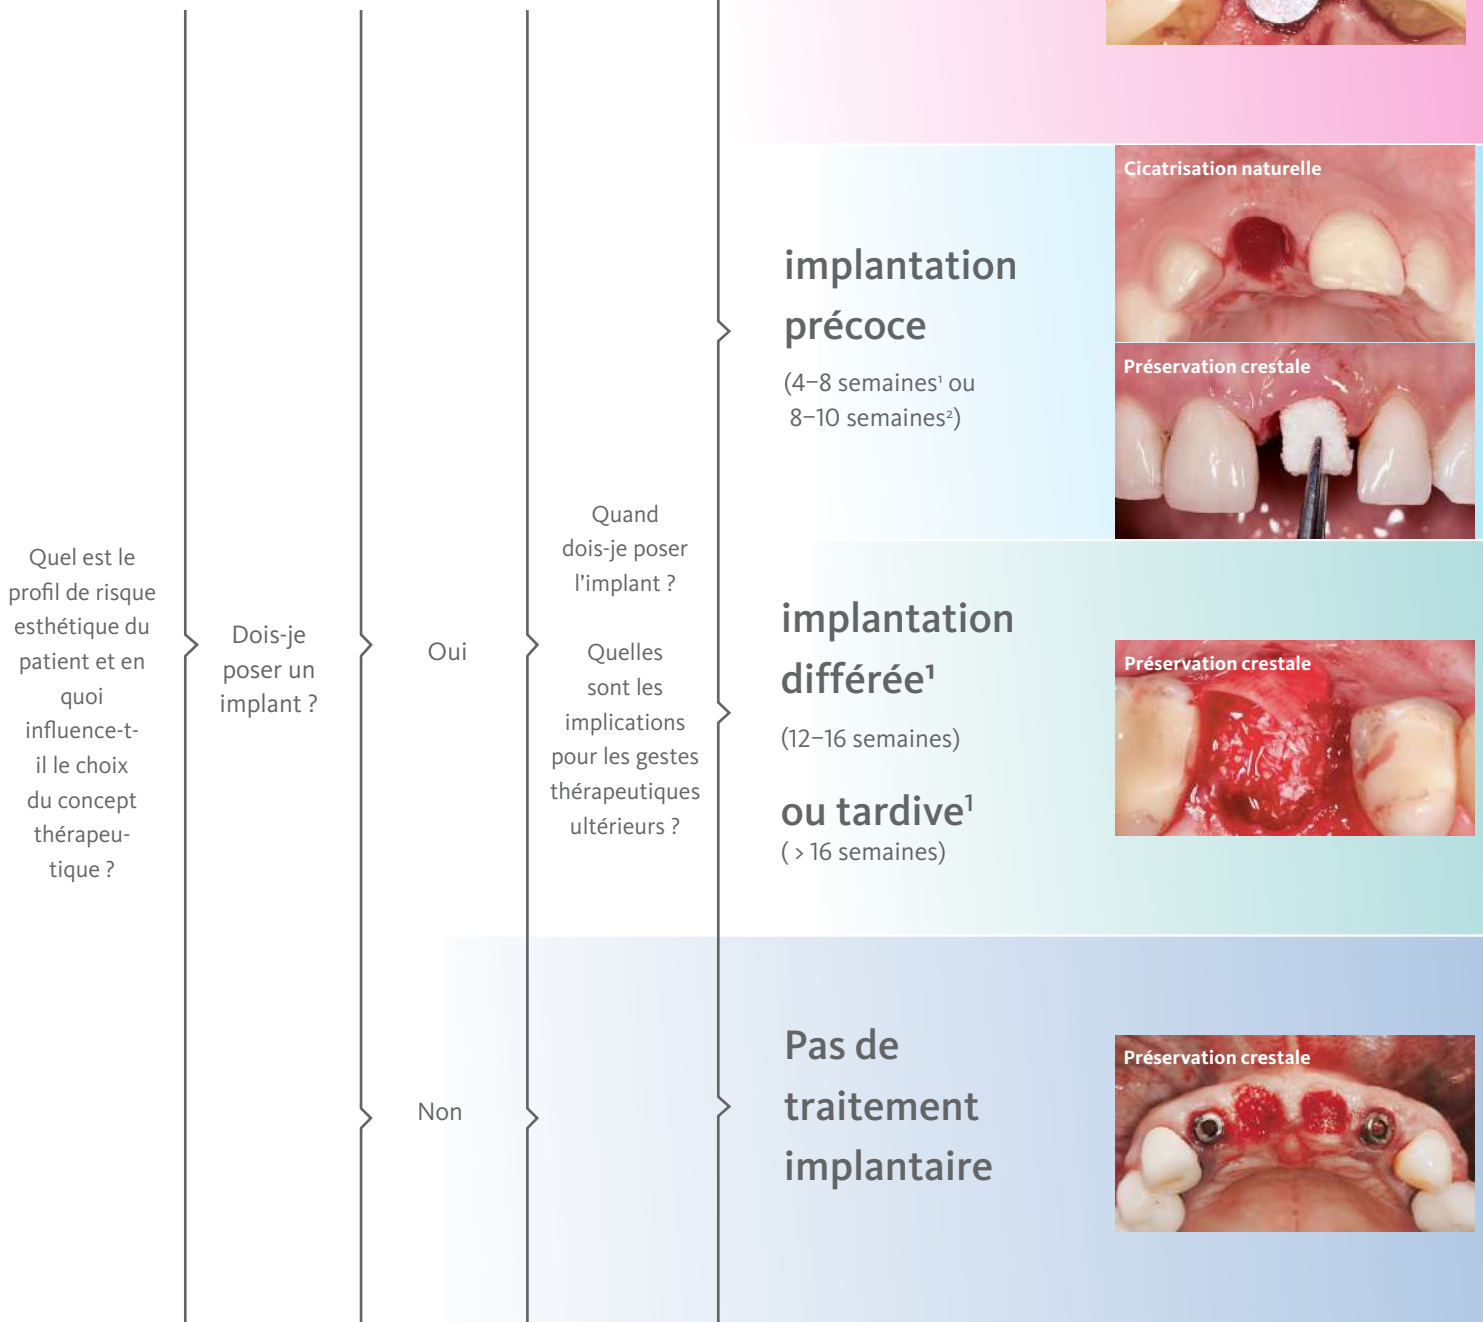 Quel est le
profil de risque
esthétique du
patient et en
quoi
influence-t-
il le choix
du concept
thérapeu-
tique ?
Dois-je
poser un
implant ?
Oui
Non
Quand
dois-je poser
l’implant ?
Quelles
sont les
implications
pour les gestes
thérapeutiques
ultérieurs ?
implantation
précoce
(4–8 semaines¹ ou
8–10 semaines²)
Cicatrisation naturelle
Préservation crestale
implantation
différée¹
(12–16 semaines)
ou tardive¹
( > 16 semaines)
Préservation crestale
Pas de
traitement
implantaire
Préservation crestale